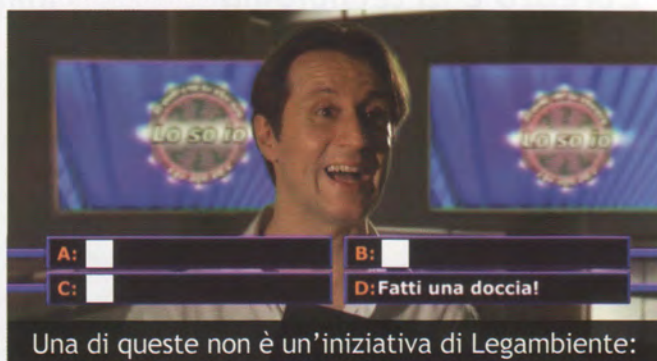 Lo so io
Lo so io
A:
B:
C:
D: Fatti una doccia!
Una di queste non è un'iniziativa di Legambiente: